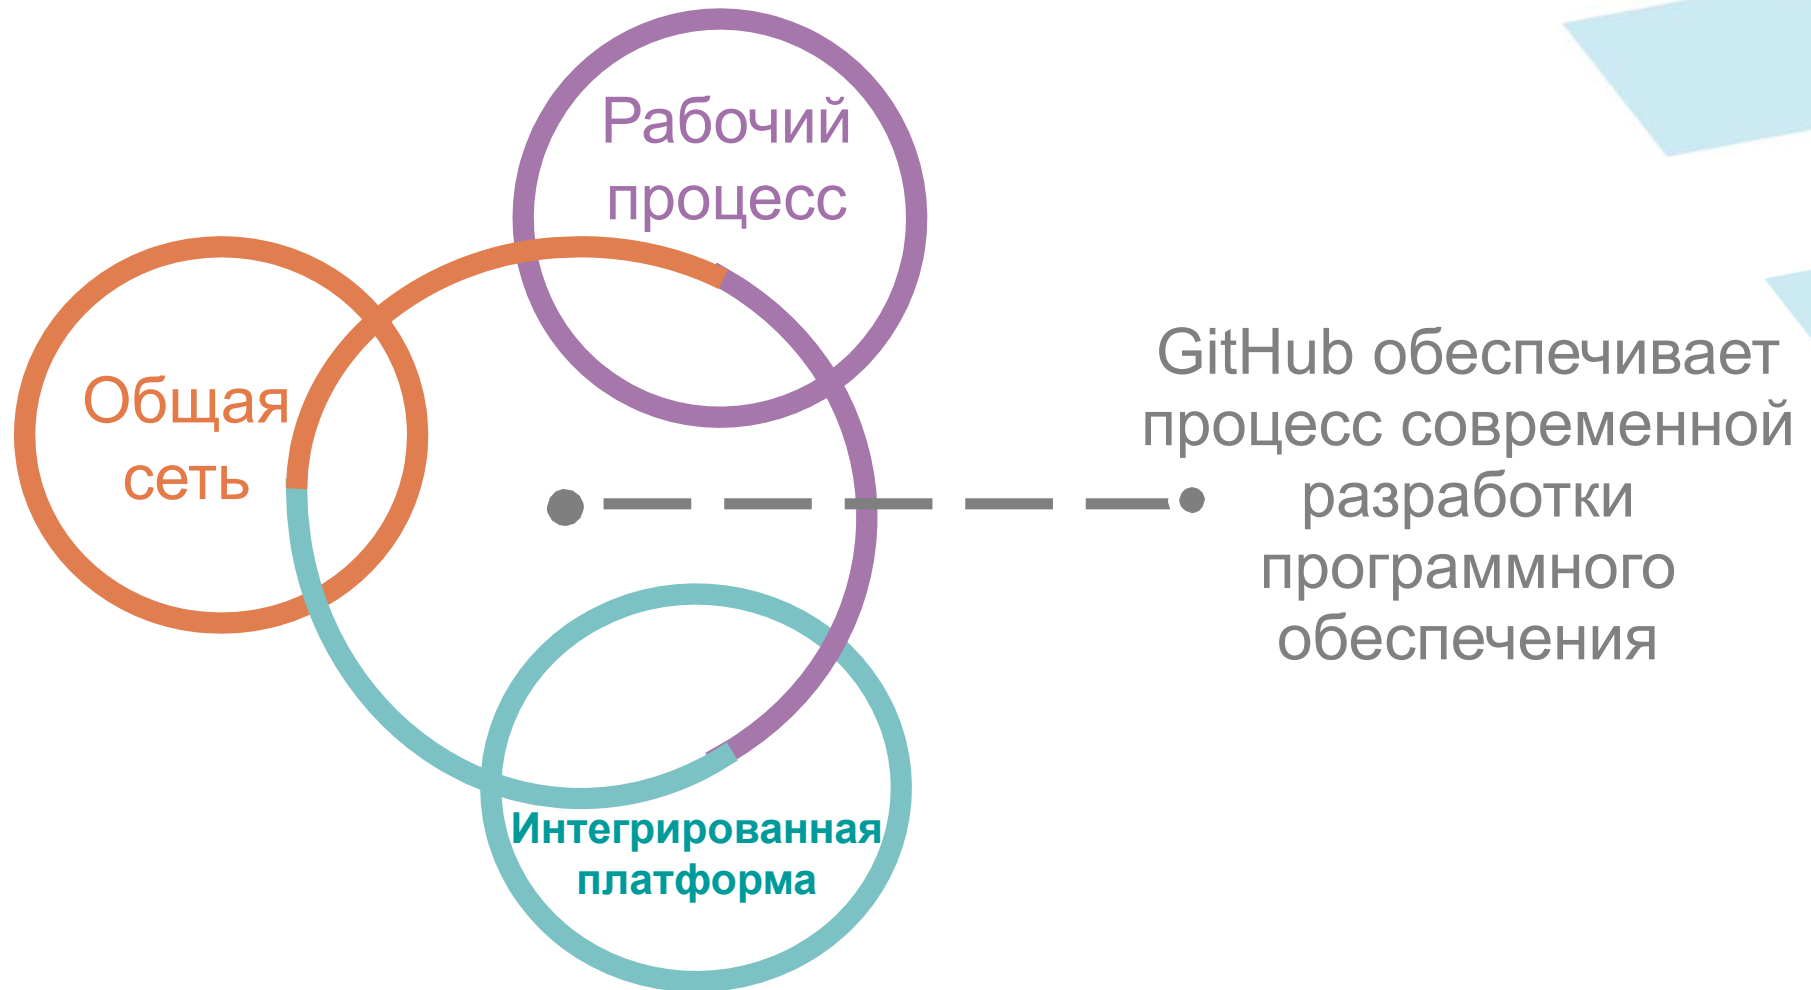 Рабочий
процесс
Общая
сеть
Интегрированная
платформа
GitHub обеспечивает
процесс современной
разработки
программного
обеспечения